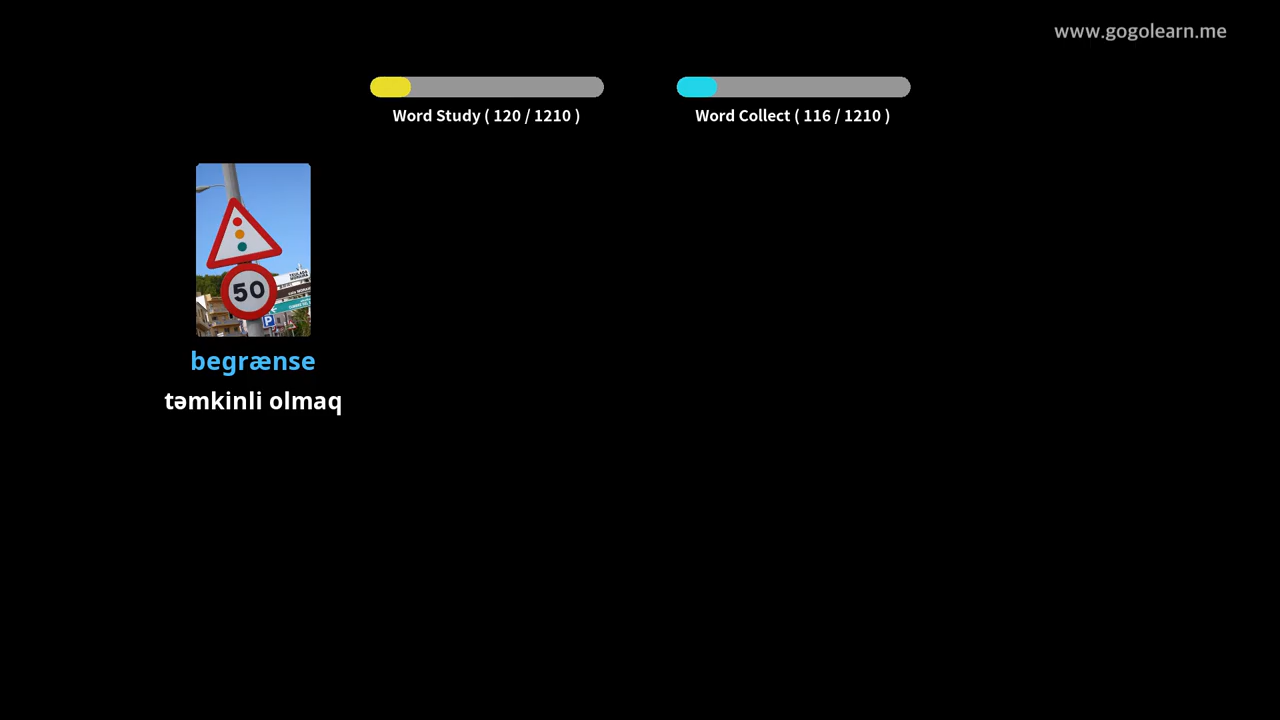 www.gogolearn.me
Word Study ( 120 / 1210 )
Word Collect ( 116 / 1210 )
50
P
begrænse
təmkinli olmaq